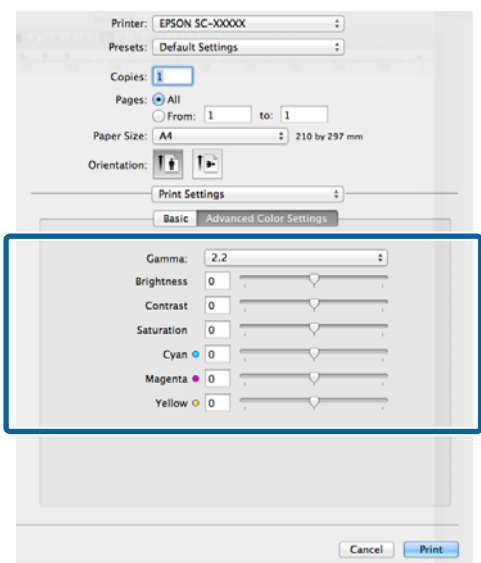 Printer: EPSON SC-XXXXX
Presets: Default Settings
Copies: 1
Pages: All
From: 1 to: 1
Paper Size: A4 210 by 297 mm
Orientation:
Print Settings
Basic Advanced Color Settings
Gamma: 2.2
Brightness 0
Contrast 0
Saturation 0
Cyan 0
Magenta 0
Yellow 0
Cancel Print